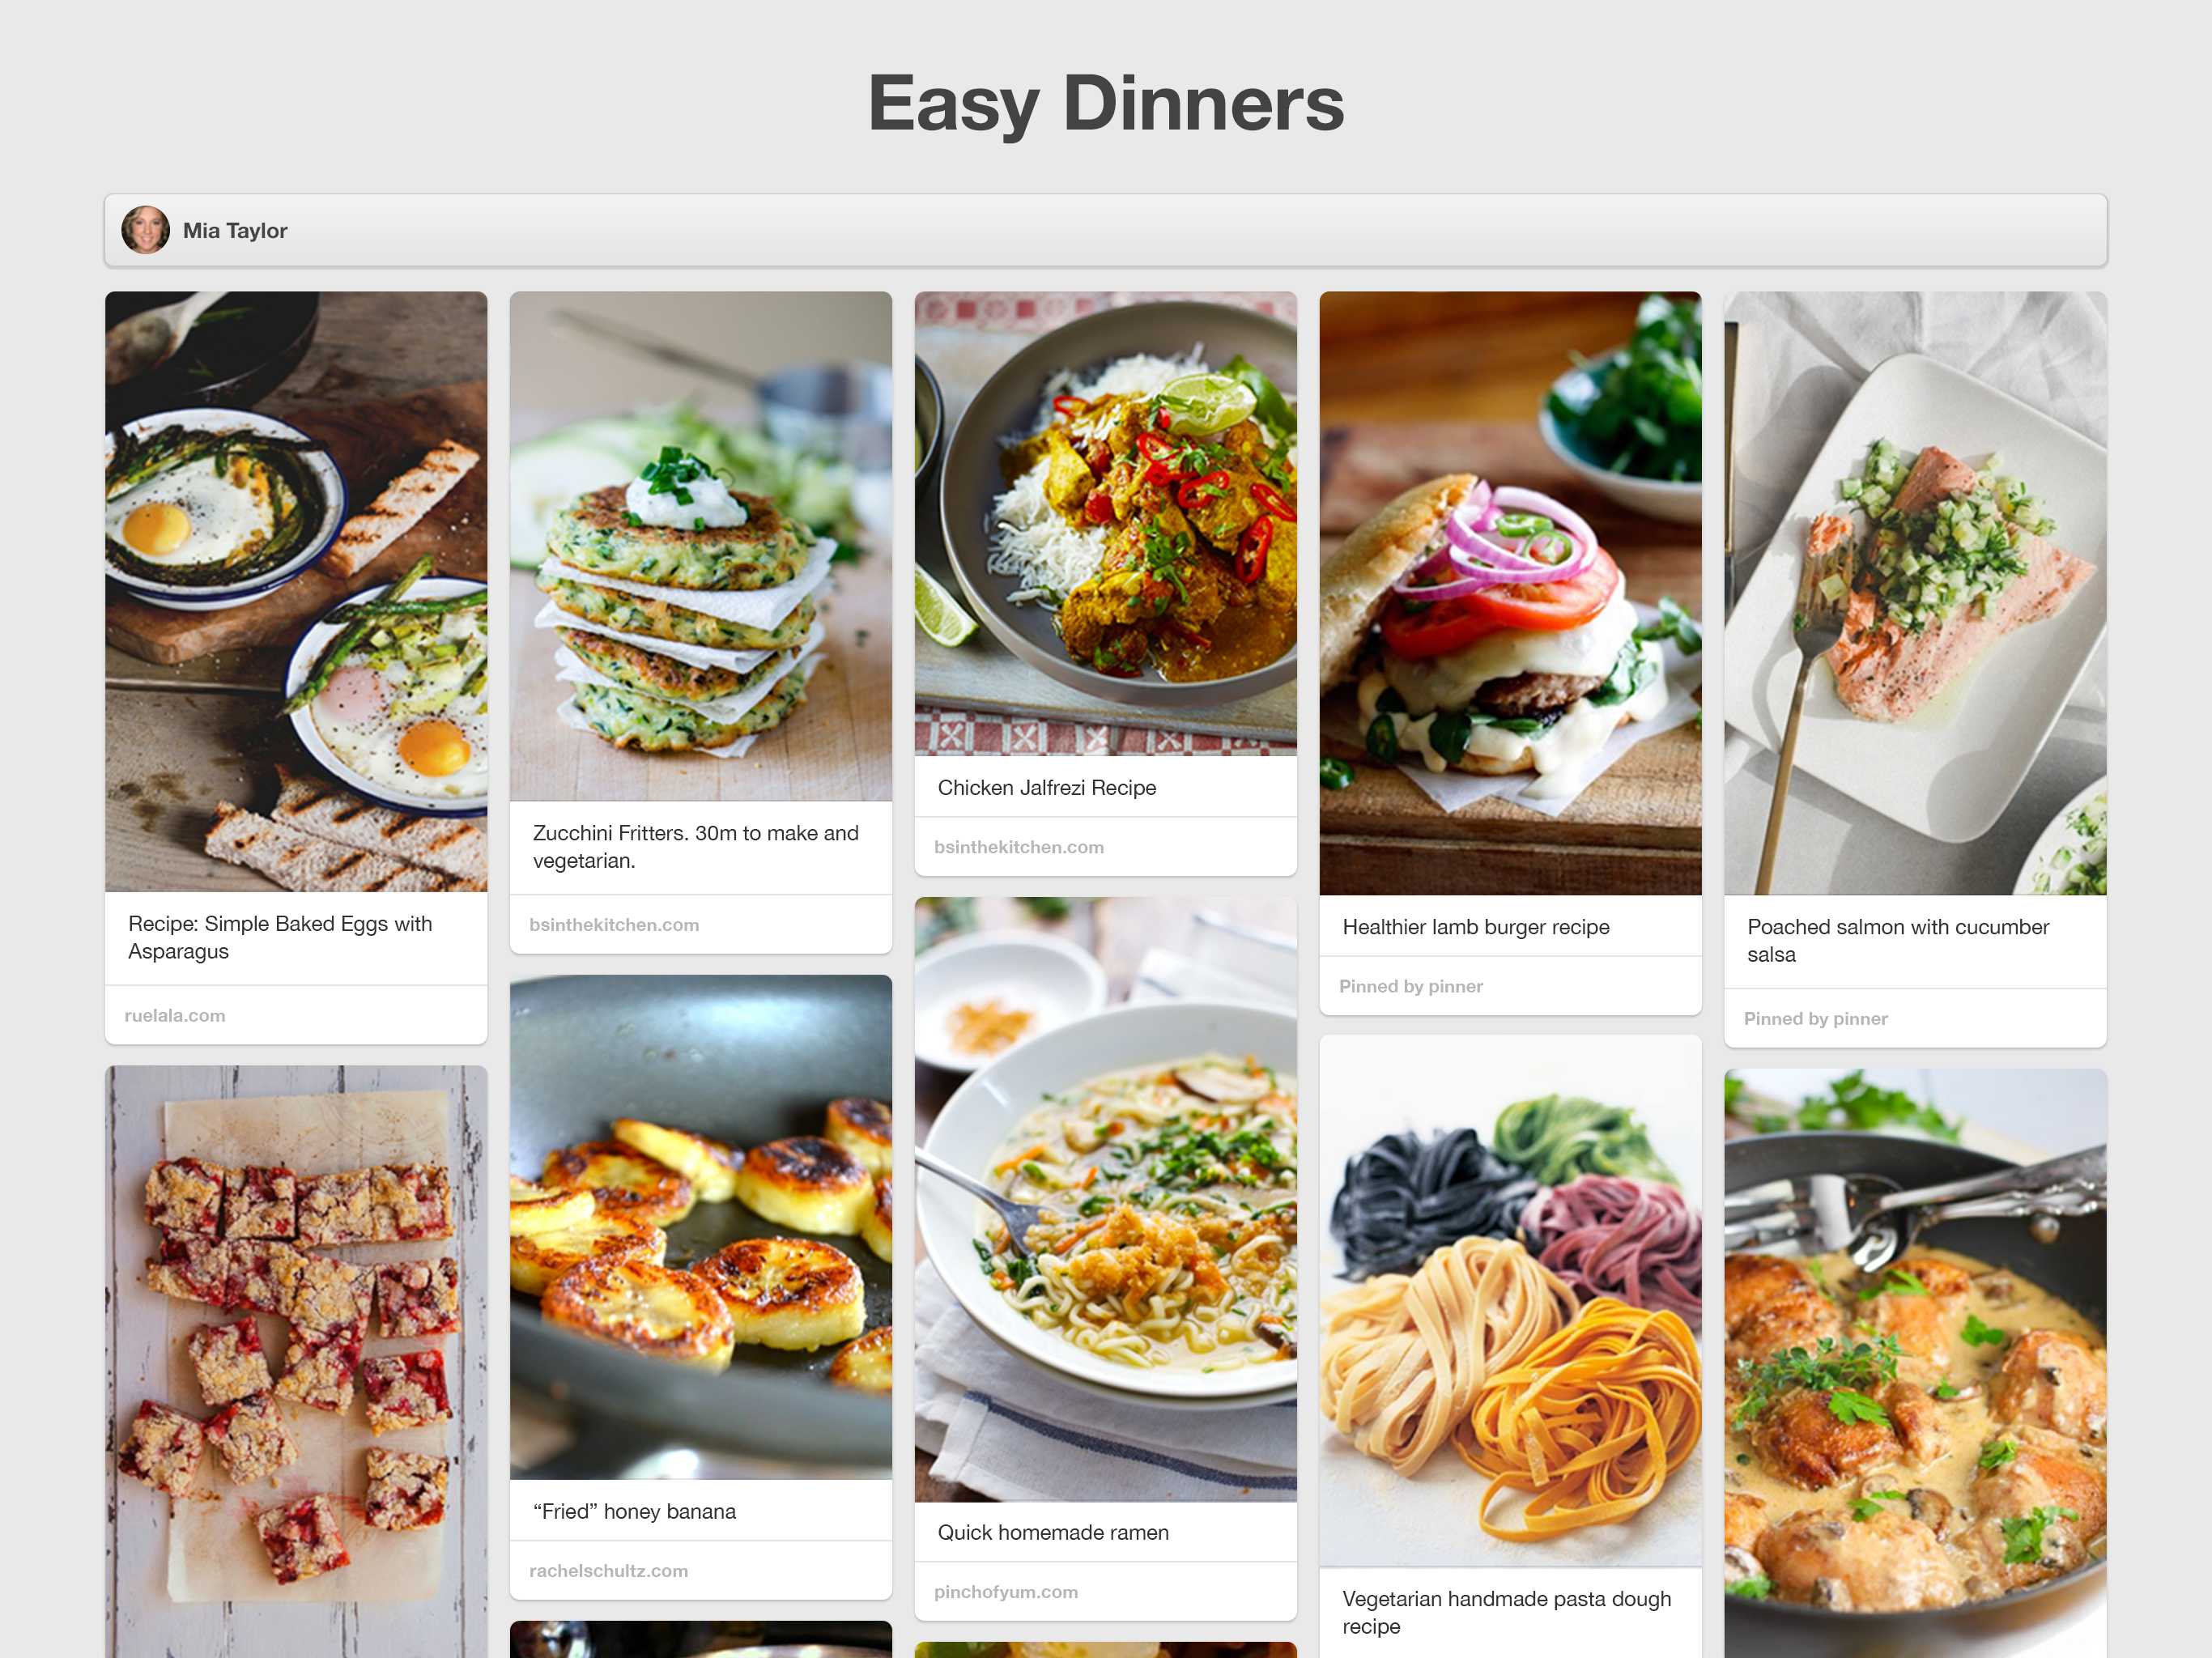 Easy Dinners
Mia Taylor
Recipe: Simple Baked Eggs with
Asparagus
ruelala.com
Zucchini Fritters. 30m to make and
vegetarian.
bsinthekitchen.com
“Fried” honey banana
rachelschultz.com
Chicken Jalfrezi Recipe
bsinthekitchen.com
Quick homemade ramen
pinchofyum.com
Healthier lamb burger recipe
Pinned by pinner
Vegetarian handmade pasta dough
recipe
Poached salmon with cucumber
salsa
Pinned by pinner